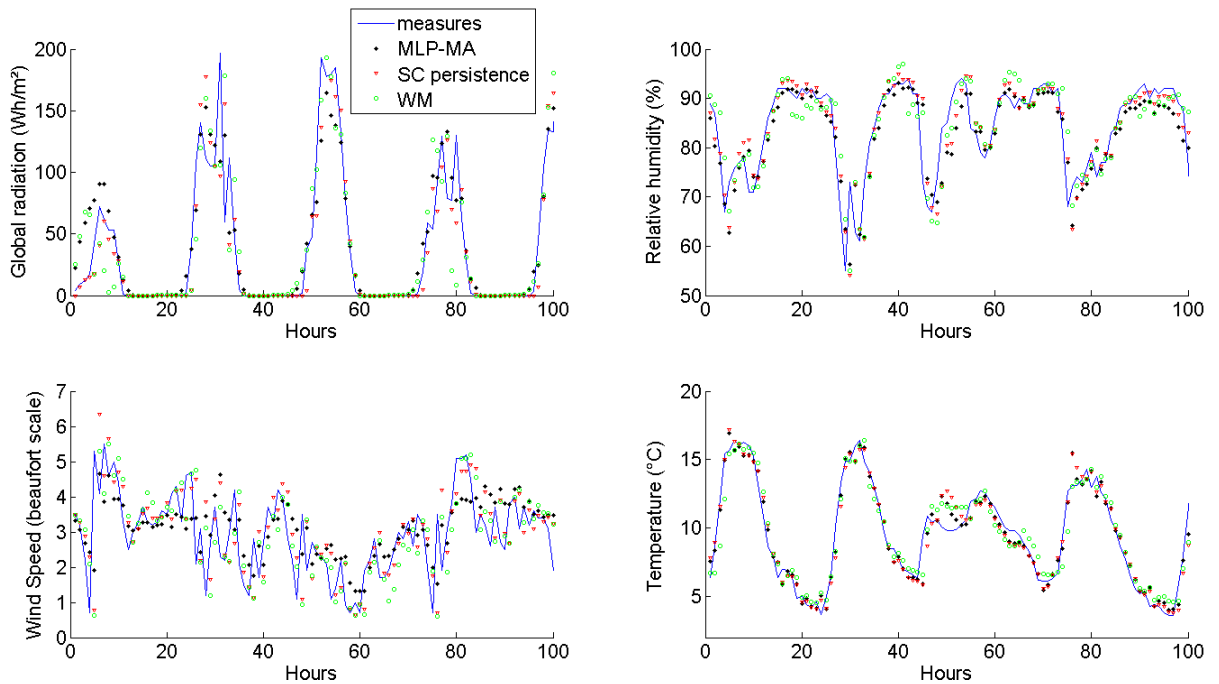 measures
MLP-MA
SC persistence
WM
Global radiation (Wh/m²)
200
150
100
50
0
0 20 40 60 80 100
Hours
Relative humidity (%)
100
90
80
70
60
50
0 20 40 60 80 100
Hours
Wind Speed (beaufort scale)
7
6
5
4
3
2
1
0
0 20 40 60 80 100
Hours
Temperature (°C)
20
15
10
5
0 20 40 60 80 100
Hours